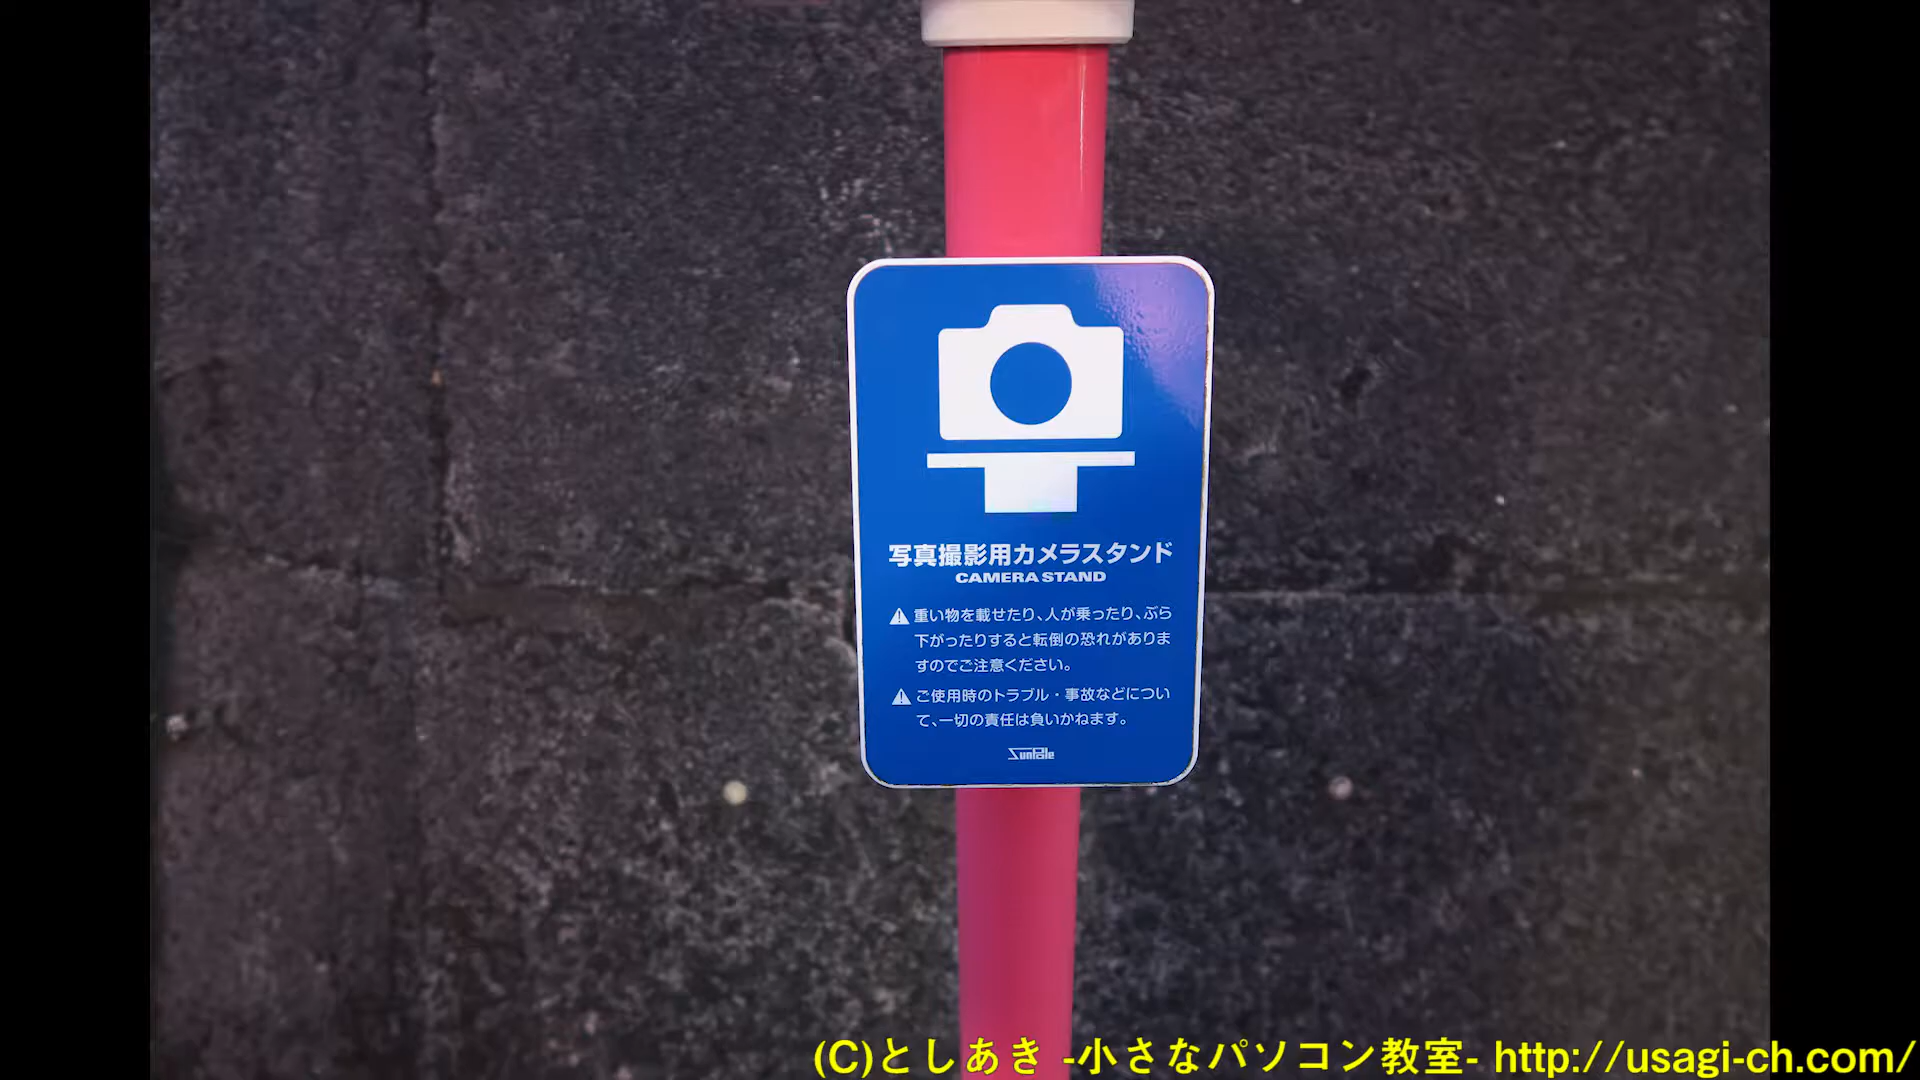 写真撮影用カメラスタンド
CAMERA STAND
重い物を載せたり、人が乗ったり、ぶら
下がったりすると転倒の恐れがありま
すのでご注意ください。
ご使用時のトラブル・事故などについ
て、一切の責任は負いかねます。
SunPole
(C)としあき -小さなパソコン教室- http://usagi-ch.com/